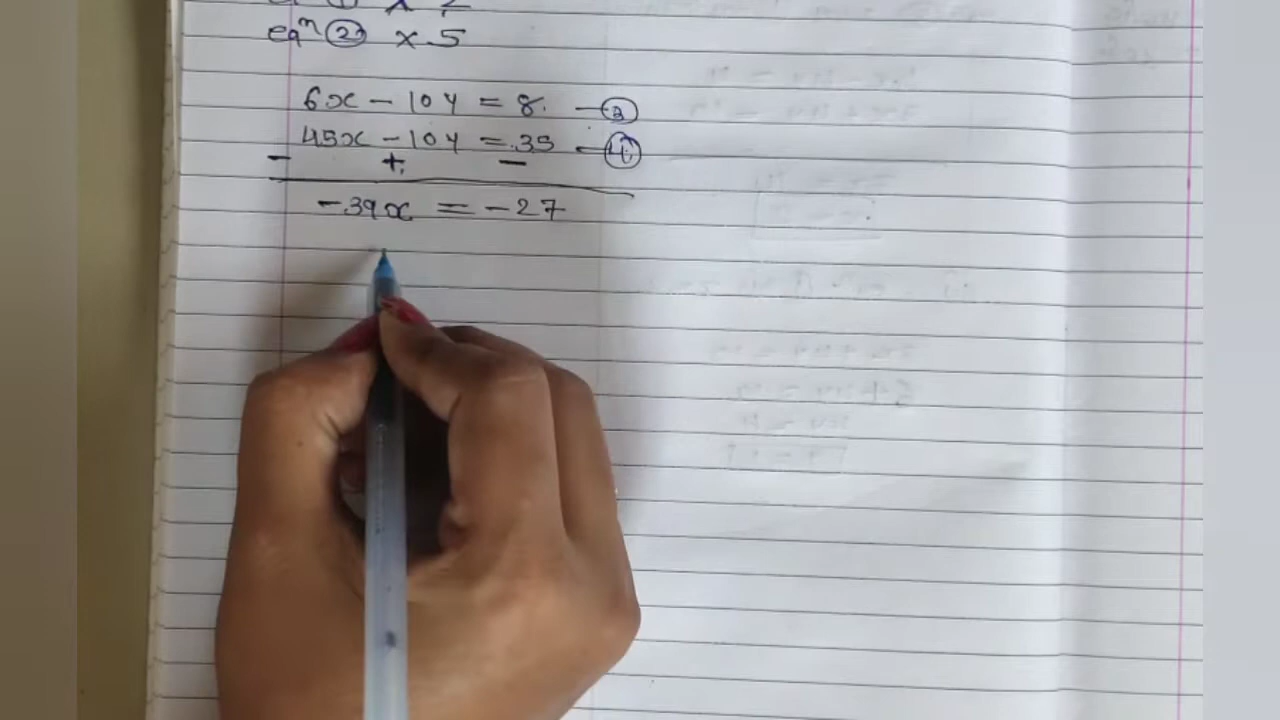 eqⁿ ② × 5
6x - 10y = 8. - ③
45x - 10y = 35 - ④
- + -
-39x = -27